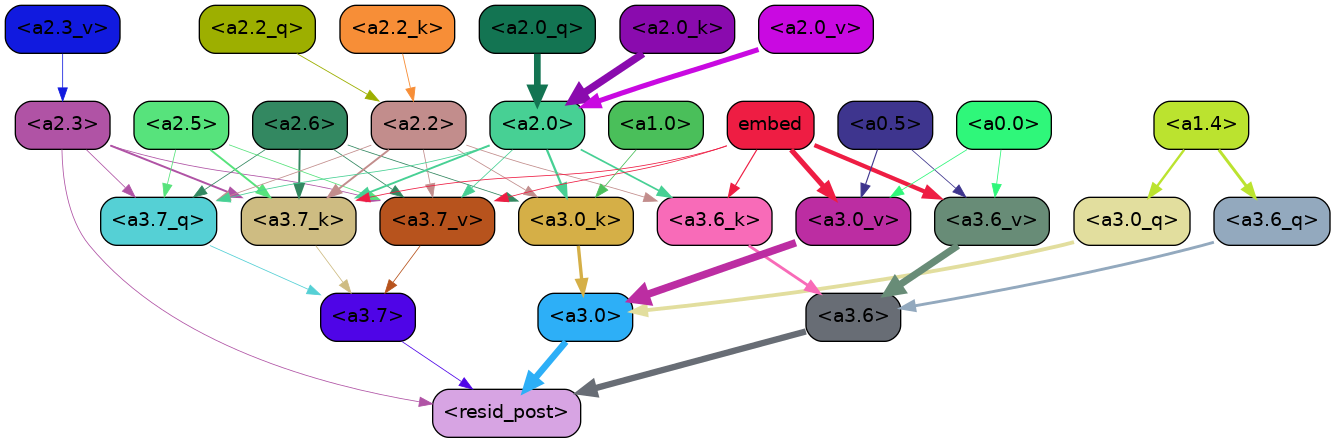 <a2.3_v> <a2.2_q> <a2.2_k> <a2.0_q> <a2.0_k> <a2.0_v>
<a2.3> <a2.5> <a2.6> <a2.2> <a2.0> <a1.0> embed <a0.5> <a0.0> <a1.4>
<a3.7_q> <a3.7_k> <a3.7_v> <a3.0_k> <a3.6_k> <a3.0_v> <a3.6_v> <a3.0_q> <a3.6_q>
<a3.7> <a3.0> <a3.6>
<resid_post>